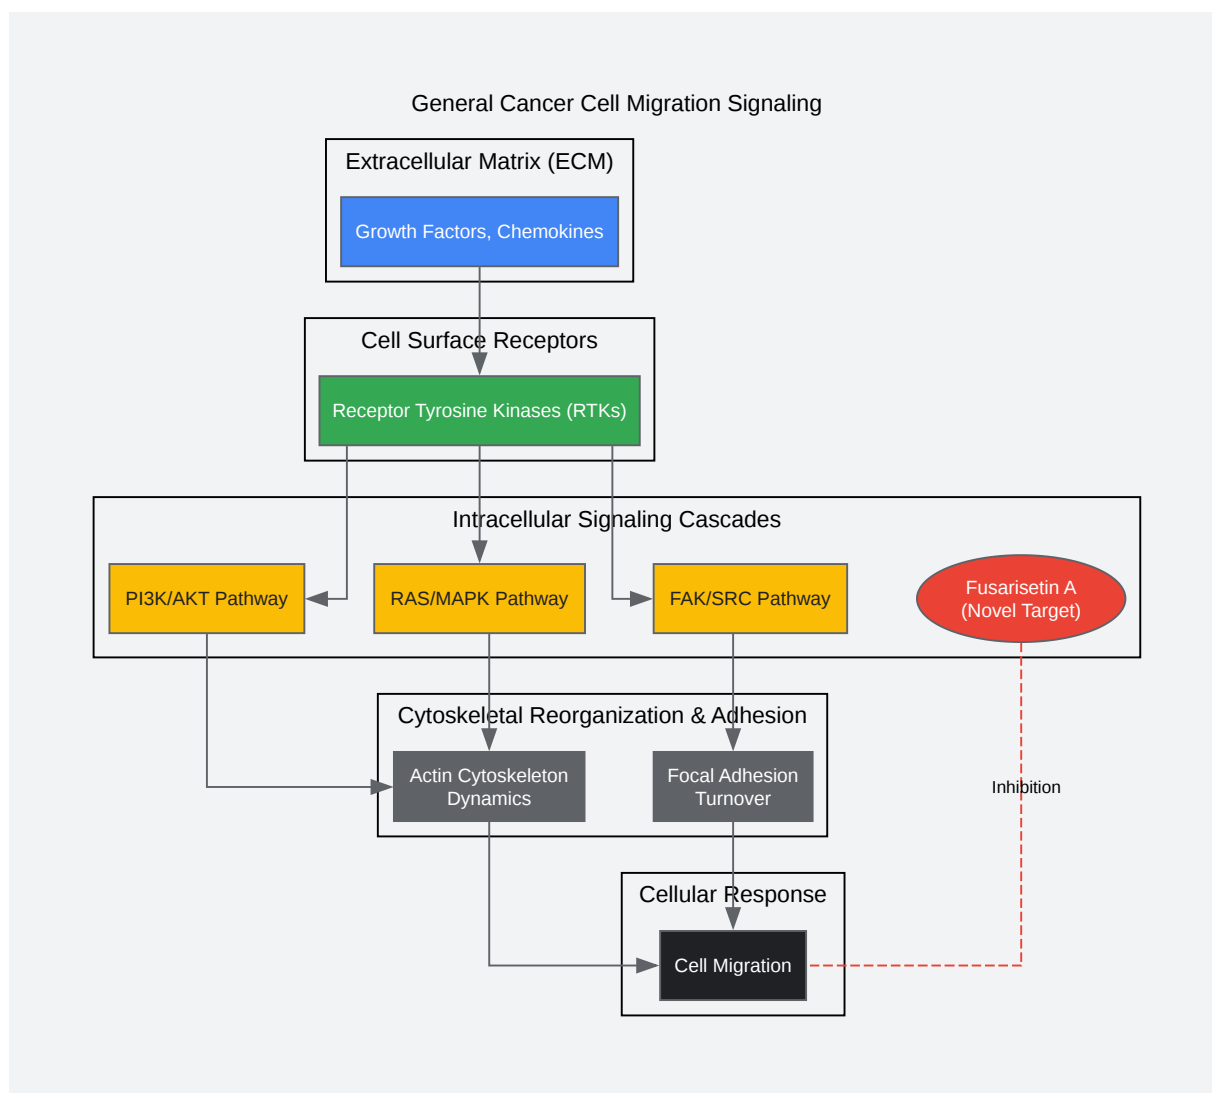 General Cancer Cell Migration Signaling
Extracellular Matrix (ECM)
Growth Factors, Chemokines
Cell Surface Receptors
Receptor Tyrosine Kinases (RTKs)
Intracellular Signaling Cascades
PI3K/AKT Pathway
RAS/MAPK Pathway
FAK/SRC Pathway
Fusarisetin A
(Novel Target)
Cytoskeletal Reorganization & Adhesion
Actin Cytoskeleton
Dynamics
Focal Adhesion
Turnover
Inhibition
Cellular Response
Cell Migration